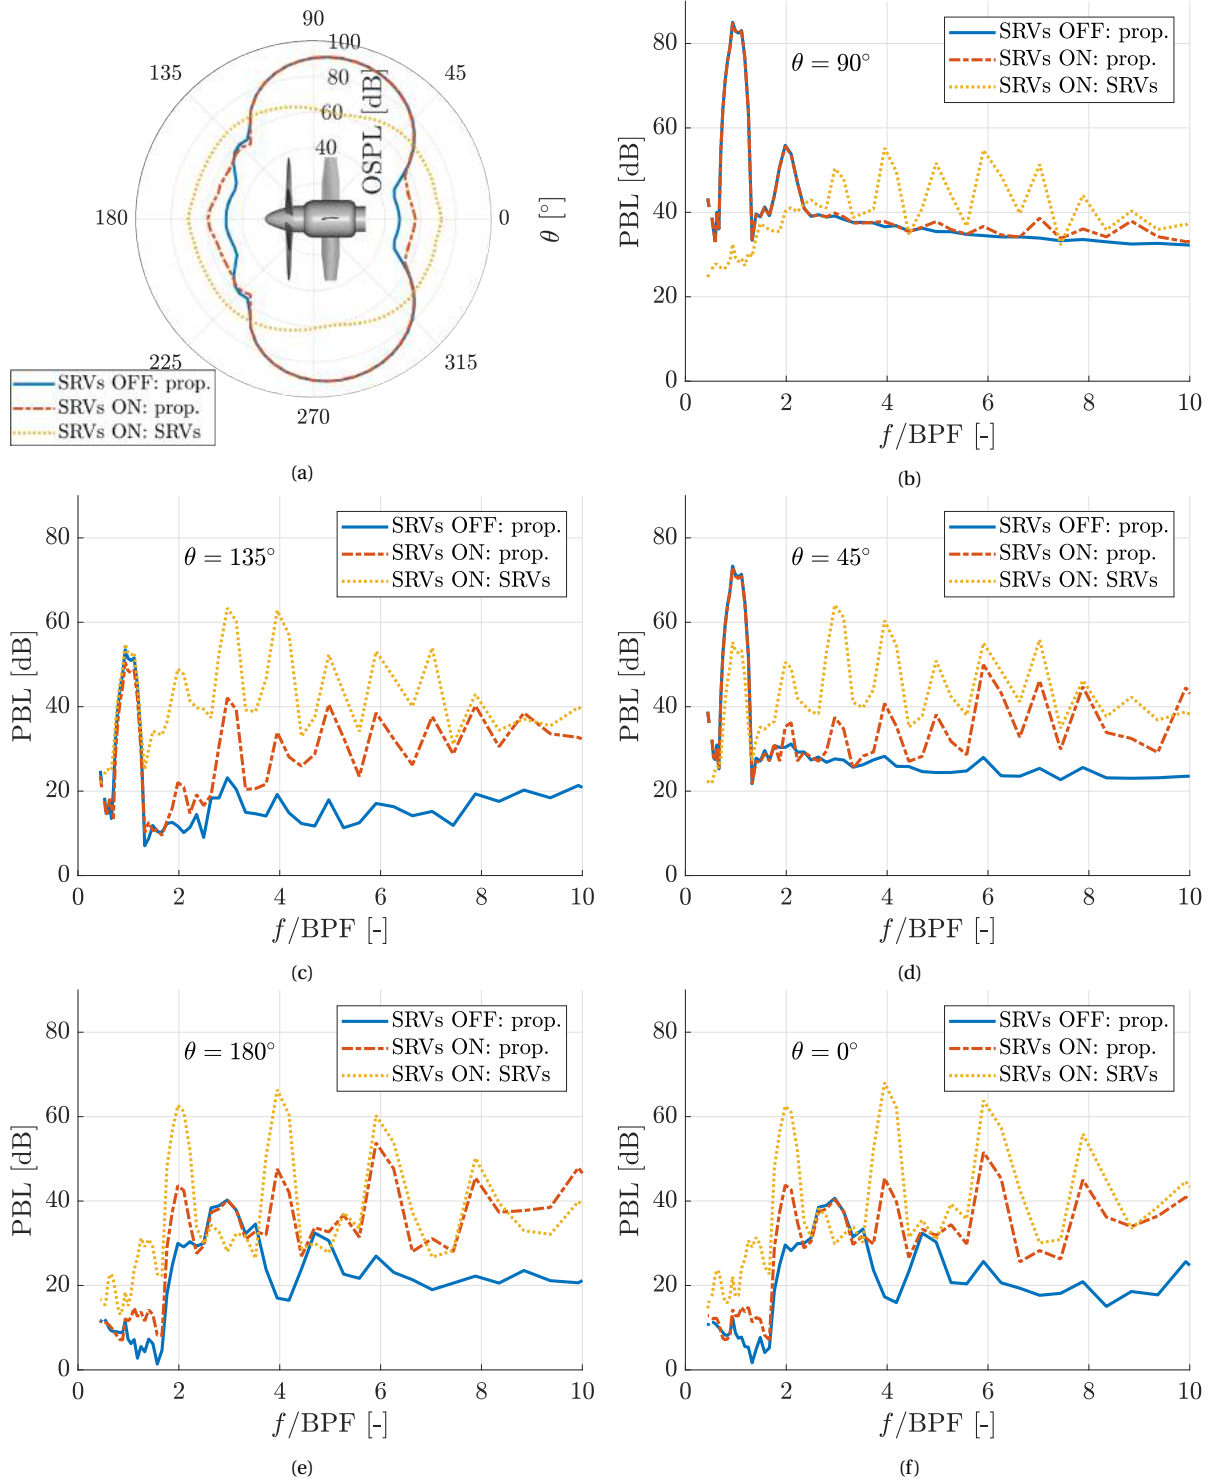 90
135
45
180
0
225
315
270
100
80
60
40
OSPL [dB]
θ [°]
SRVs OFF: prop.
SRVs ON: prop.
SRVs ON: SRVs
(a)
θ = 90°
SRVs OFF: prop.
SRVs ON: prop.
SRVs ON: SRVs
PBL [dB]
80
60
40
20
0
0 2 4 6 8 10
f/BPF [-]
(b)
θ = 135°
SRVs OFF: prop.
SRVs ON: prop.
SRVs ON: SRVs
PBL [dB]
80
60
40
20
0
0 2 4 6 8 10
f/BPF [-]
(c)
θ = 45°
SRVs OFF: prop.
SRVs ON: prop.
SRVs ON: SRVs
PBL [dB]
80
60
40
20
0
0 2 4 6 8 10
f/BPF [-]
(d)
θ = 180°
SRVs OFF: prop.
SRVs ON: prop.
SRVs ON: SRVs
PBL [dB]
80
60
40
20
0
0 2 4 6 8 10
f/BPF [-]
(e)
θ = 0°
SRVs OFF: prop.
SRVs ON: prop.
SRVs ON: SRVs
PBL [dB]
80
60
40
20
0
0 2 4 6 8 10
f/BPF [-]
(f)